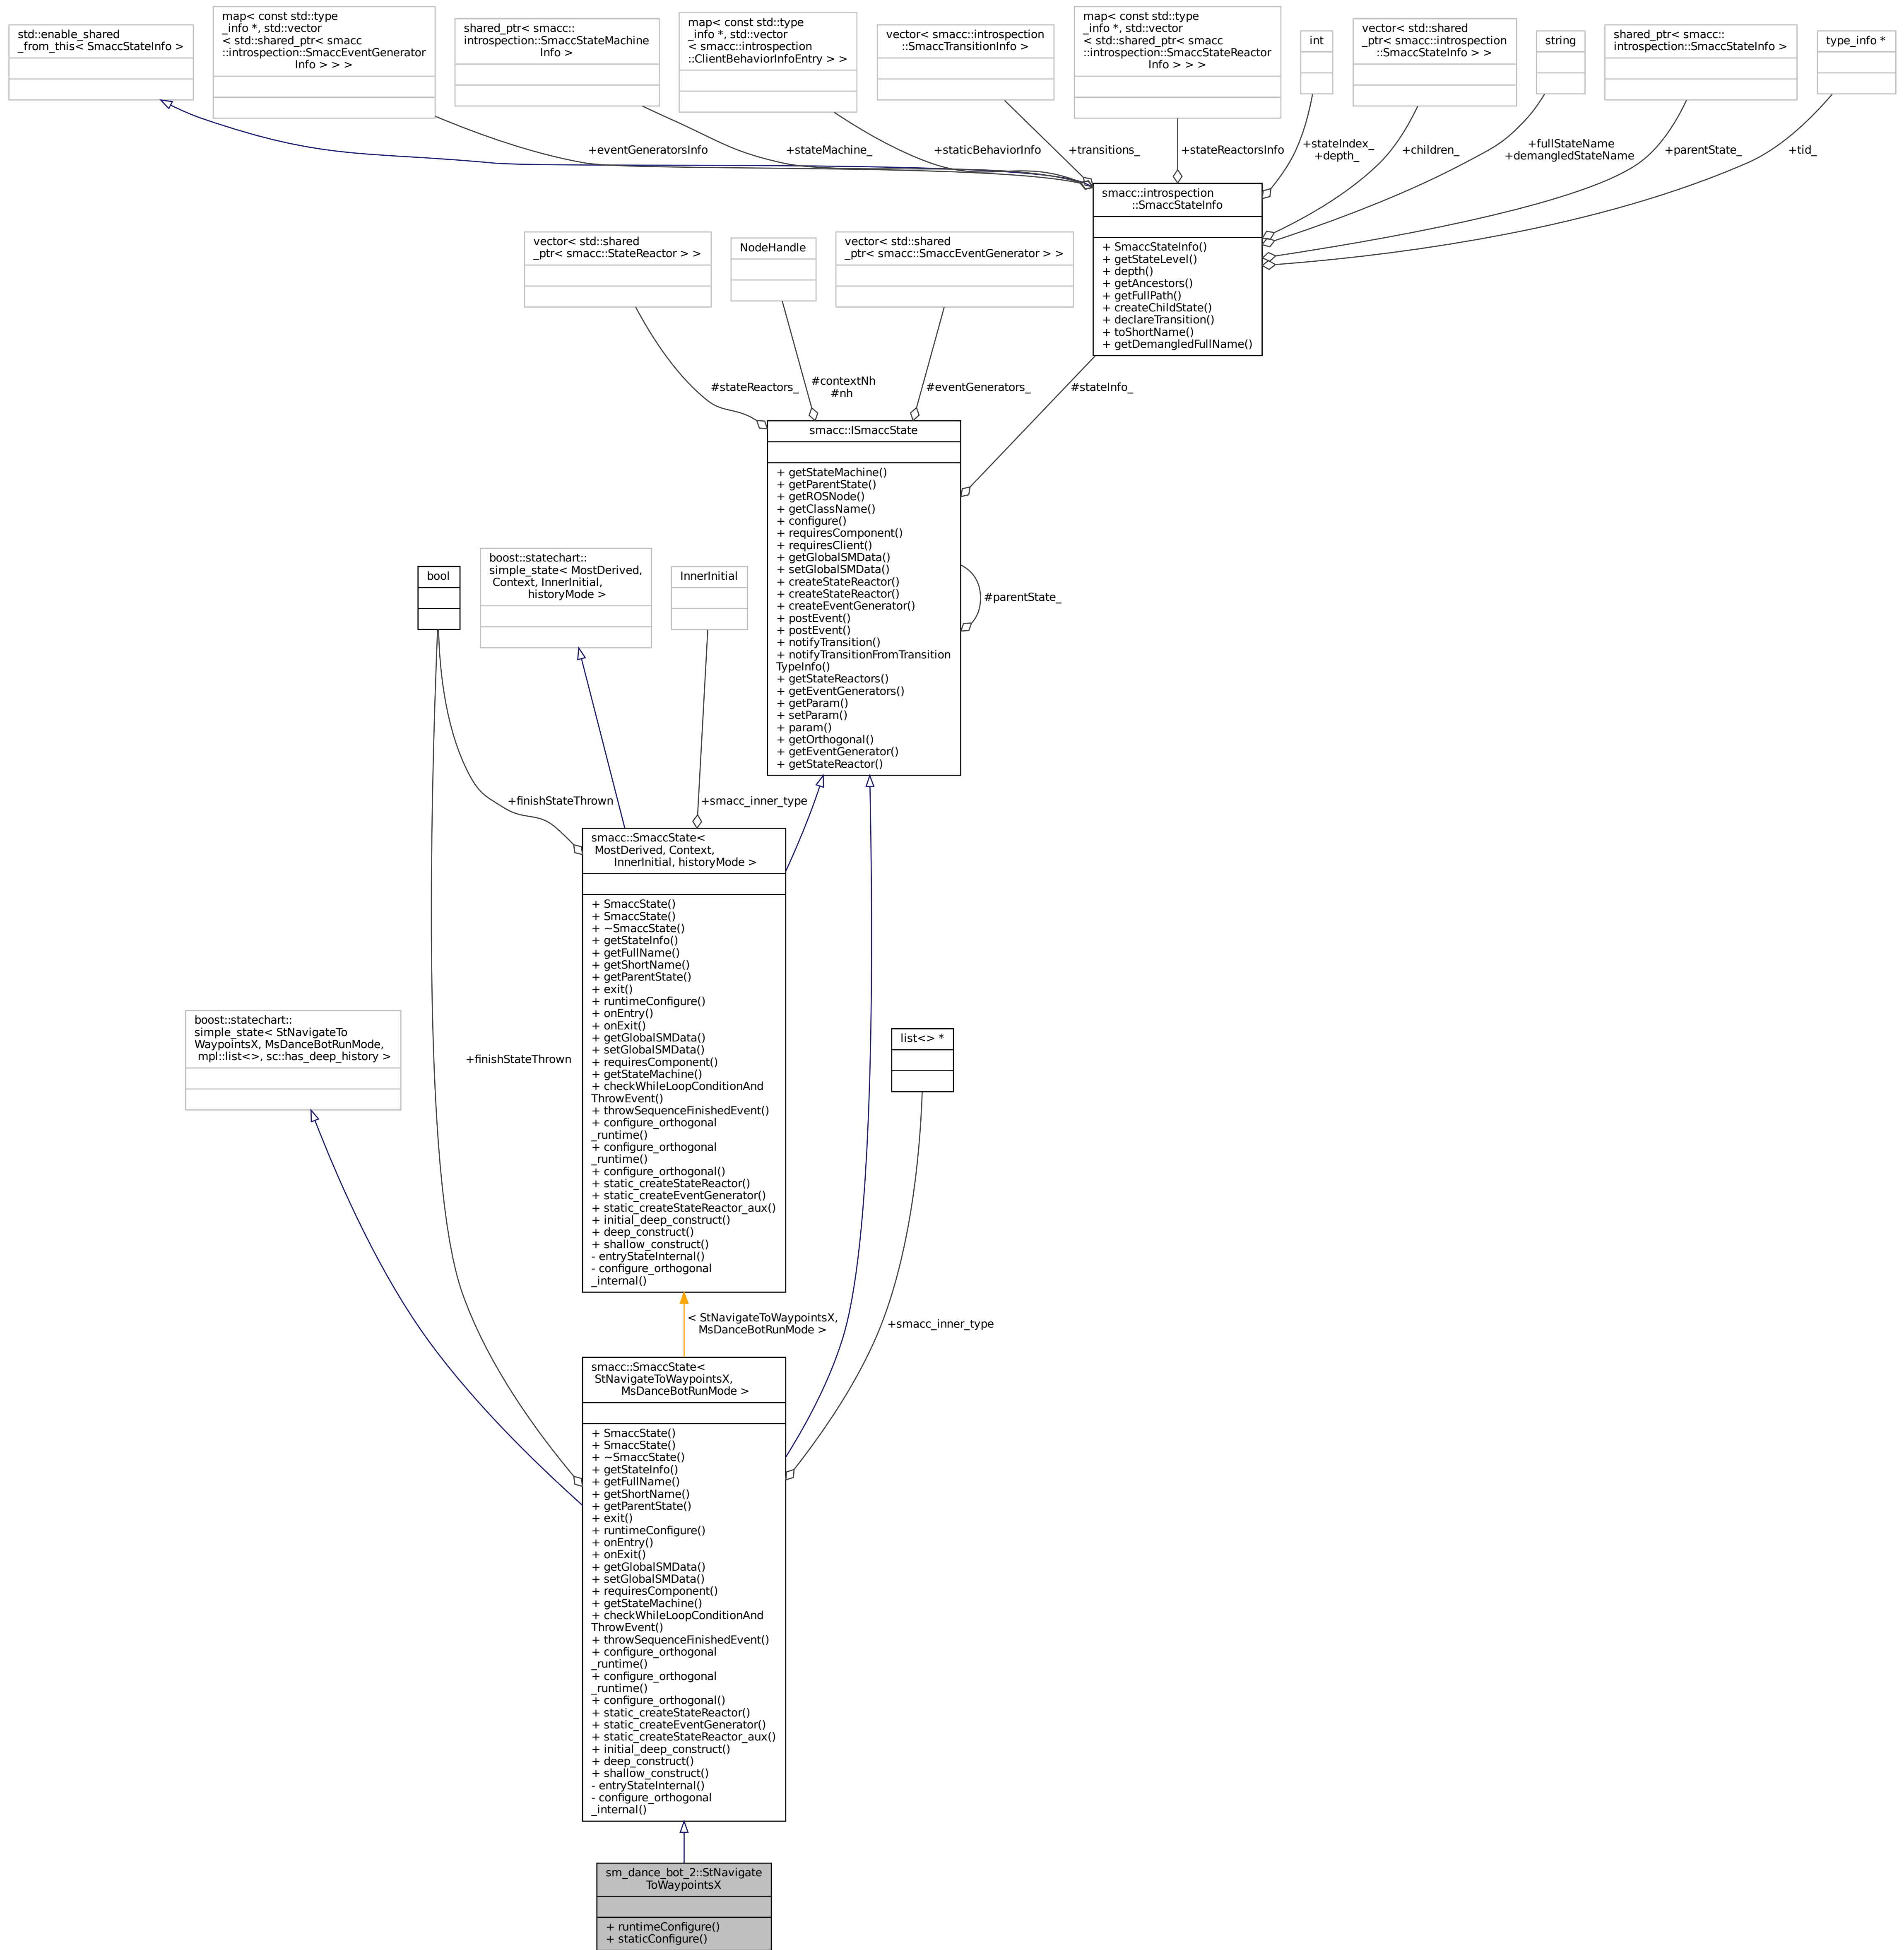 std::enable_shared
_from_this< SmaccStateInfo >
map< const std::type
_info *, std::vector
< std::shared_ptr< smacc
::introspection::SmaccEventGenerator
Info > > >
shared_ptr< smacc::
introspection::SmaccStateMachine
Info >
map< const std::type
_info *, std::vector
< smacc::introspection
::ClientBehaviorInfoEntry > >
vector< smacc::introspection
::SmaccTransitionInfo >
map< const std::type
_info *, std::vector
< std::shared_ptr< smacc
::introspection::SmaccStateReactor
Info > > >
int
vector< std::shared
_ptr< smacc::introspection
::SmaccStateInfo > >
string
shared_ptr< smacc::
introspection::SmaccStateInfo >
type_info *
+eventGeneratorsInfo
+stateMachine_
+staticBehaviorInfo
+transitions_
+stateReactorsInfo
+stateIndex_
+depth_
+children_
+fullStateName
+demangledStateName
+parentState_
+tid_
smacc::introspection
::SmaccStateInfo
+ SmaccStateInfo()
+ getStateLevel()
+ depth()
+ getAncestors()
+ getFullPath()
+ createChildState()
+ declareTransition()
+ toShortName()
+ getDemangledFullName()
vector< std::shared
_ptr< smacc::StateReactor > >
NodeHandle
vector< std::shared
_ptr< smacc::SmaccEventGenerator > >
#stateReactors_
#contextNh
#nh
#eventGenerators_
#stateInfo_
smacc::ISmaccState
+ getStateMachine()
+ getParentState()
+ getROSNode()
+ getClassName()
+ configure()
+ requiresComponent()
+ requiresClient()
+ getGlobalSMData()
+ setGlobalSMData()
+ createStateReactor()
+ createStateReactor()
+ createEventGenerator()
+ postEvent()
+ postEvent()
+ notifyTransition()
+ notifyTransitionFromTransition
TypeInfo()
+ getStateReactors()
+ getEventGenerators()
+ getParam()
+ setParam()
+ param()
+ getOrthogonal()
+ getEventGenerator()
+ getStateReactor()
#parentState_
bool
boost::statechart::
simple_state< MostDerived,
Context, InnerInitial,
historyMode >
InnerInitial
+finishStateThrown
+smacc_inner_type
smacc::SmaccState<
MostDerived, Context,
InnerInitial, historyMode >
+ SmaccState()
+ SmaccState()
+ ~SmaccState()
+ getStateInfo()
+ getFullName()
+ getShortName()
+ getParentState()
+ exit()
+ runtimeConfigure()
+ onEntry()
+ onExit()
+ getGlobalSMData()
+ setGlobalSMData()
+ requiresComponent()
+ getStateMachine()
+ checkWhileLoopConditionAnd
ThrowEvent()
+ throwSequenceFinishedEvent()
+ configure_orthogonal
_runtime()
+ configure_orthogonal
_runtime()
+ configure_orthogonal()
+ static_createStateReactor()
+ static_createEventGenerator()
+ static_createStateReactor_aux()
+ initial_deep_construct()
+ deep_construct()
+ shallow_construct()
- entryStateInternal()
- configure_orthogonal
_internal()
boost::statechart::
simple_state< StNavigateTo
WaypointsX, MsDanceBotRunMode,
mpl::list<>, sc::has_deep_history >
+finishStateThrown
list<> *
< StNavigateToWaypointsX,
MsDanceBotRunMode >
+smacc_inner_type
smacc::SmaccState<
StNavigateToWaypointsX,
MsDanceBotRunMode >
+ SmaccState()
+ SmaccState()
+ ~SmaccState()
+ getStateInfo()
+ getFullName()
+ getShortName()
+ getParentState()
+ exit()
+ runtimeConfigure()
+ onEntry()
+ onExit()
+ getGlobalSMData()
+ setGlobalSMData()
+ requiresComponent()
+ getStateMachine()
+ checkWhileLoopConditionAnd
ThrowEvent()
+ throwSequenceFinishedEvent()
+ configure_orthogonal
_runtime()
+ configure_orthogonal
_runtime()
+ configure_orthogonal()
+ static_createStateReactor()
+ static_createEventGenerator()
+ static_createStateReactor_aux()
+ initial_deep_construct()
+ deep_construct()
+ shallow_construct()
- entryStateInternal()
- configure_orthogonal
_internal()
sm_dance_bot_2::StNavigate
ToWaypointsX
+ runtimeConfigure()
+ staticConfigure()